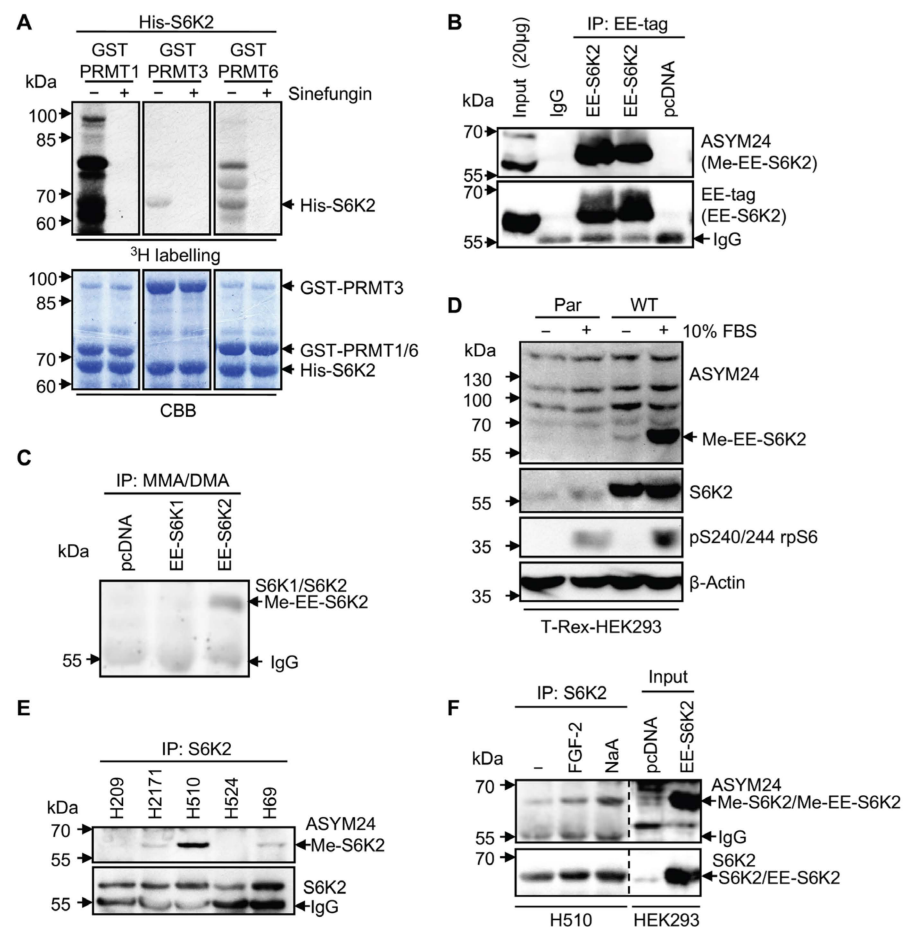 A
His-S6K2
GST GST GST
PRMT1 PRMT3 PRMT6
kDa
– + – + – + Sinefungin
100
85
70
60
His-S6K2
³H labelling
100
85
70
60
GST-PRMT3
GST-PRMT1/6
His-S6K2
CBB
B
IP: EE-tag
Input (20µg)
IgG
EE-S6K2
EE-S6K2
pcDNA
kDa
70
55
ASYM24
(Me-EE-S6K2)
70
55
EE-tag
(EE-S6K2)
IgG
C
IP: MMA/DMA
pcDNA
EE-S6K1
EE-S6K2
kDa
S6K1/S6K2
Me-EE-S6K2
55
IgG
D
Par WT
– + – + 10% FBS
kDa
130
100
70
55
ASYM24
Me-EE-S6K2
55
S6K2
35
pS240/244 rpS6
35
β-Actin
T-Rex-HEK293
E
IP: S6K2
H209
H2171
H510
H524
H69
kDa
70
55
ASYM24
Me-S6K2
55
S6K2
IgG
F
IP: S6K2
Input
–
FGF-2
NaA
pcDNA
EE-S6K2
kDa
70
55
ASYM24
Me-S6K2/Me-EE-S6K2
IgG
70
S6K2
S6K2/EE-S6K2
H510 HEK293